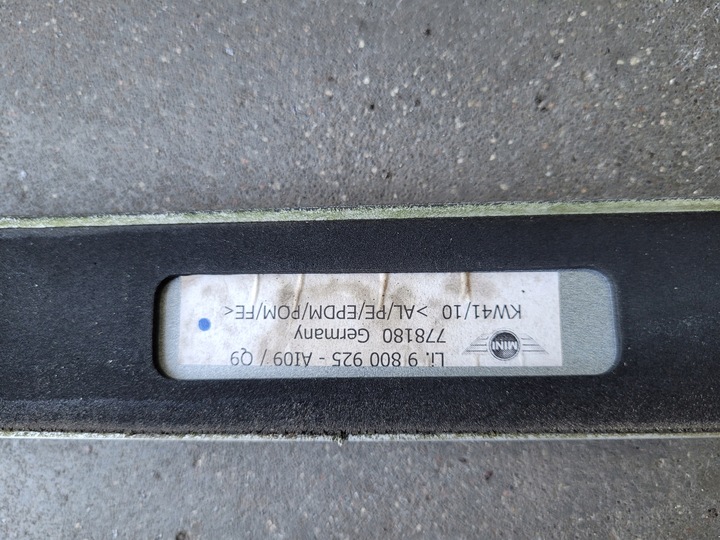 Li. 9 800 925 - AI09 / Q9
MINI
778180 Germany
KW41/10 >AL/PE/EPDM/POM/FE<